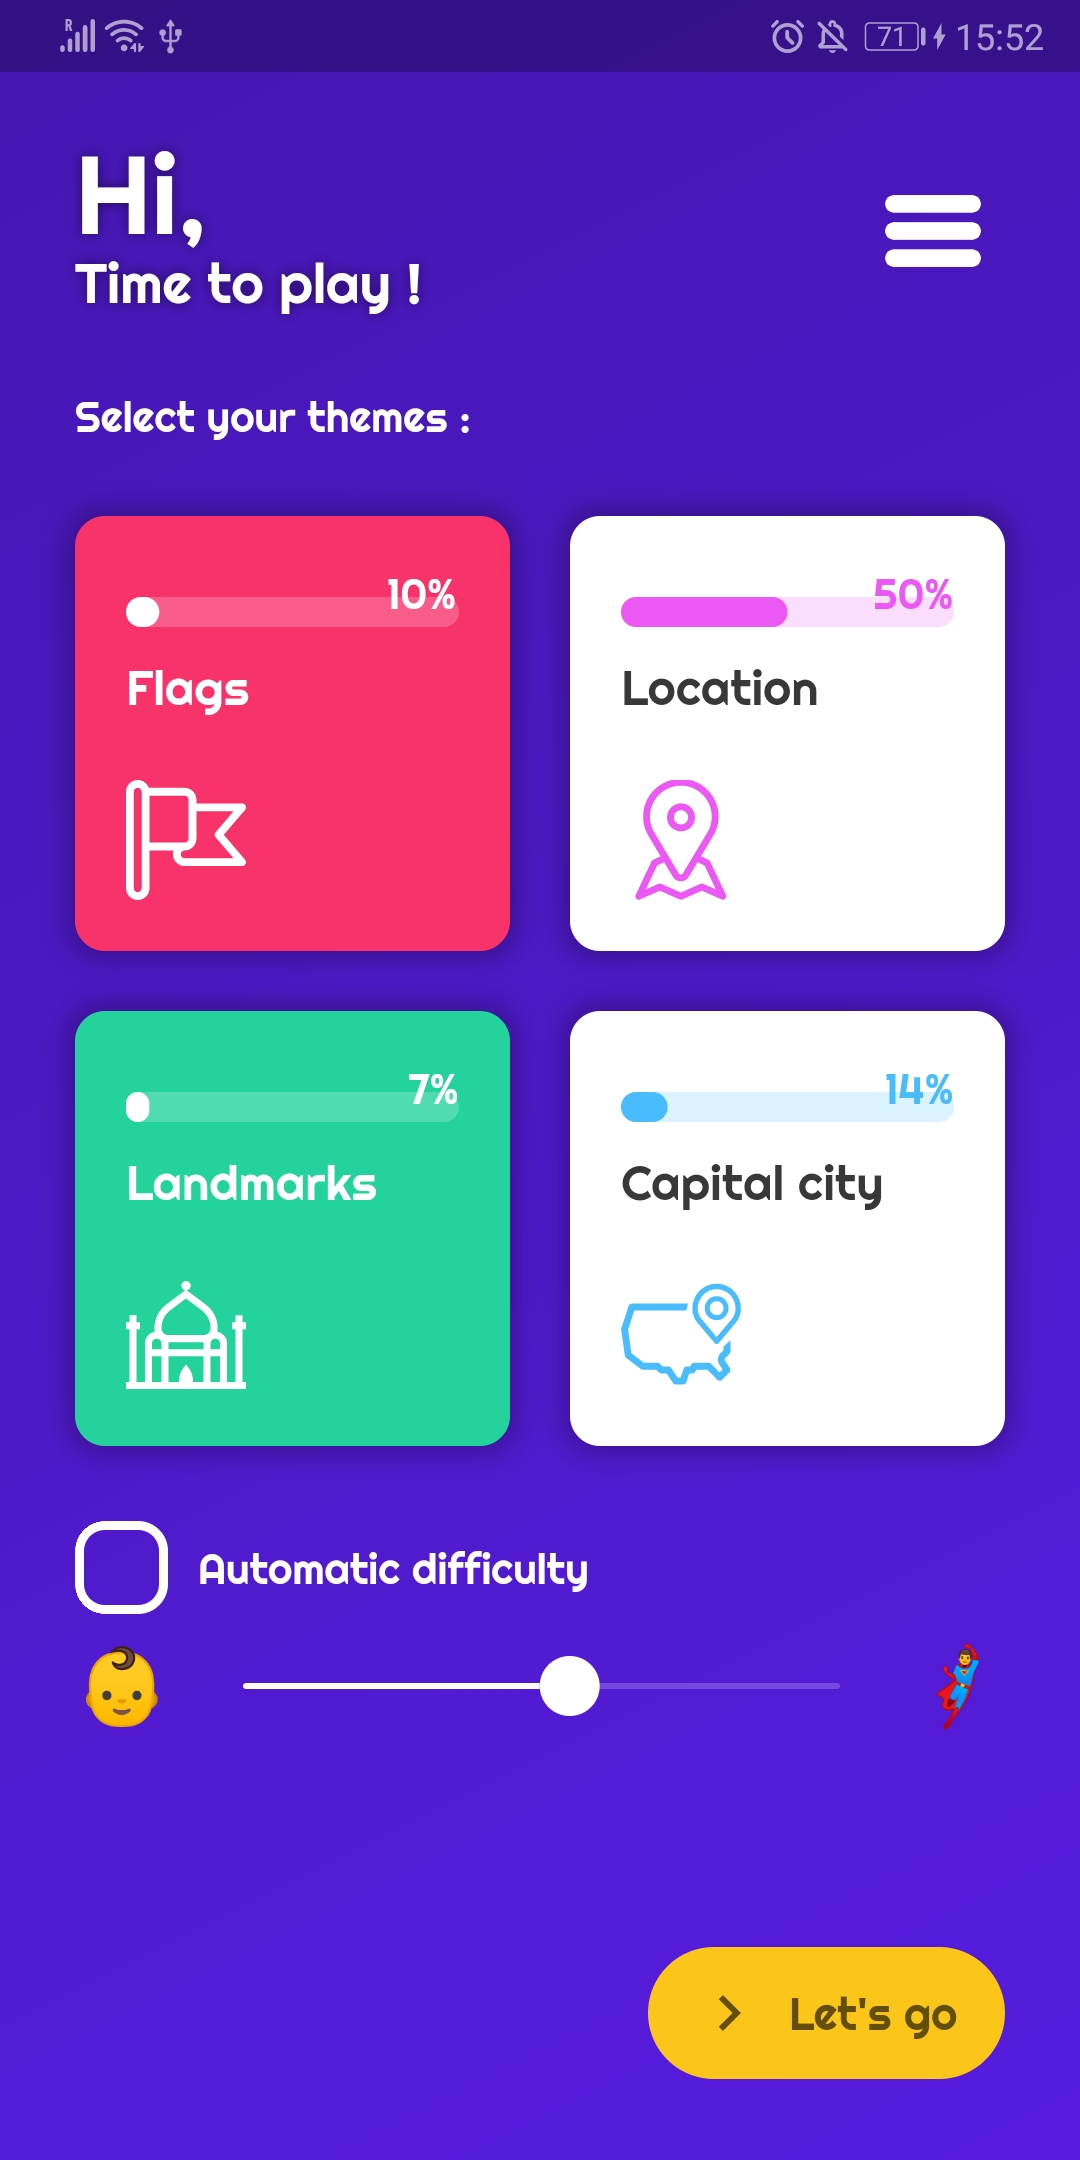 R 71 15:52
Hi,
Time to play !
Select your themes :
10%
Flags
50%
Location
7%
Landmarks
14%
Capital city
Automatic difficulty
Let's go